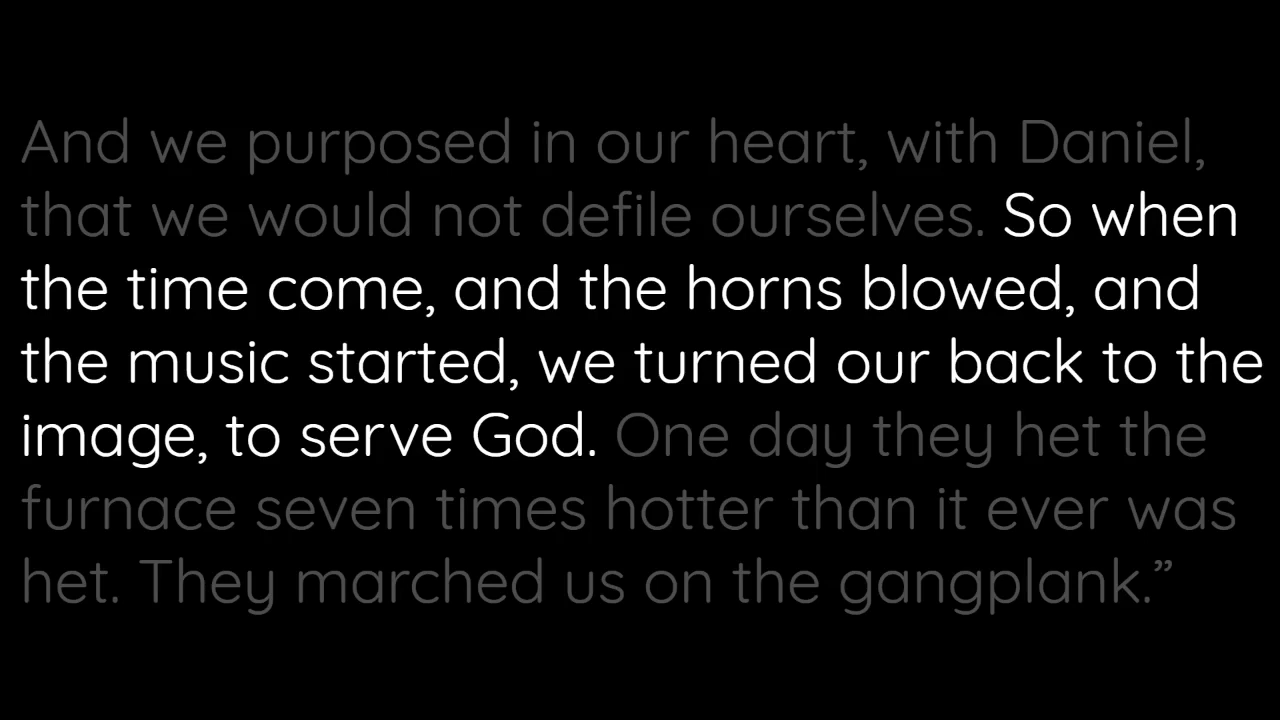 And we purposed in our heart, with Daniel,
that we would not defile ourselves. So when
the time come, and the horns blowed, and
the music started, we turned our back to the
image, to serve God. One day they het the
furnace seven times hotter than it ever was
het. They marched us on the gangplank.”